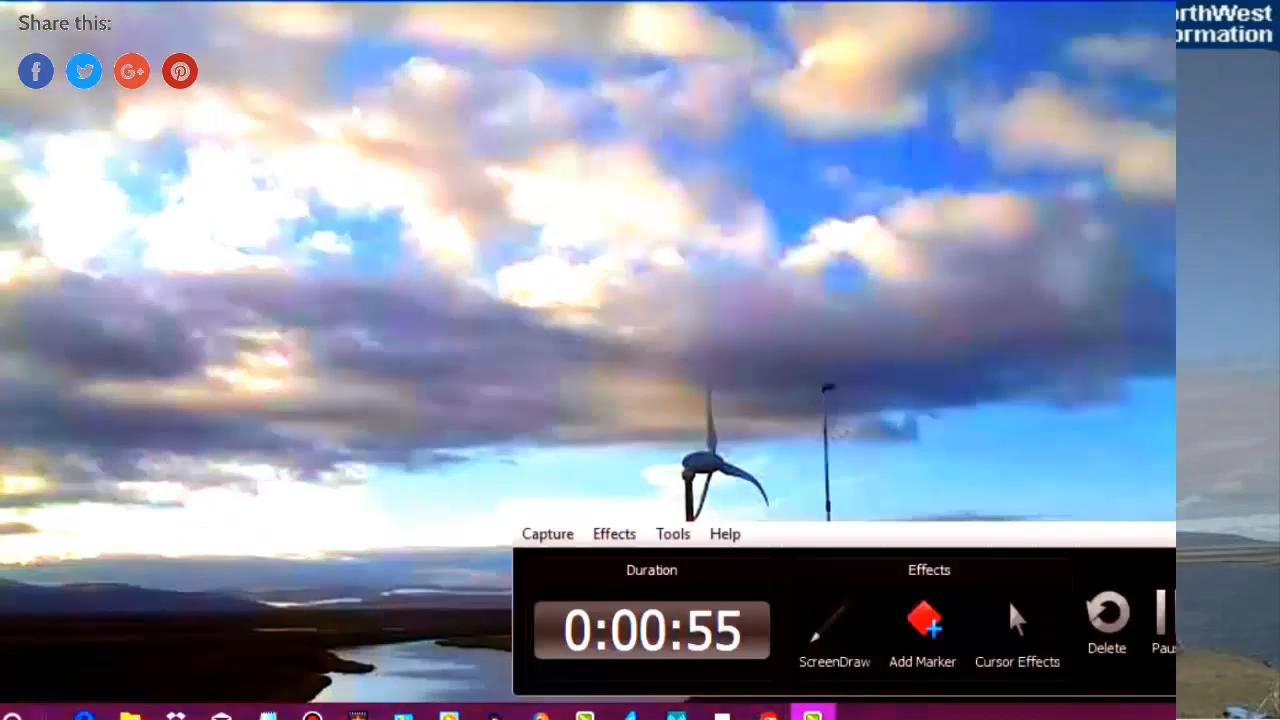 Share this:
rthWest
ormation
Capture Effects Tools Help
Duration
Effects
0:00:55
ScreenDraw
Add Marker
Cursor Effects
Delete
Pau